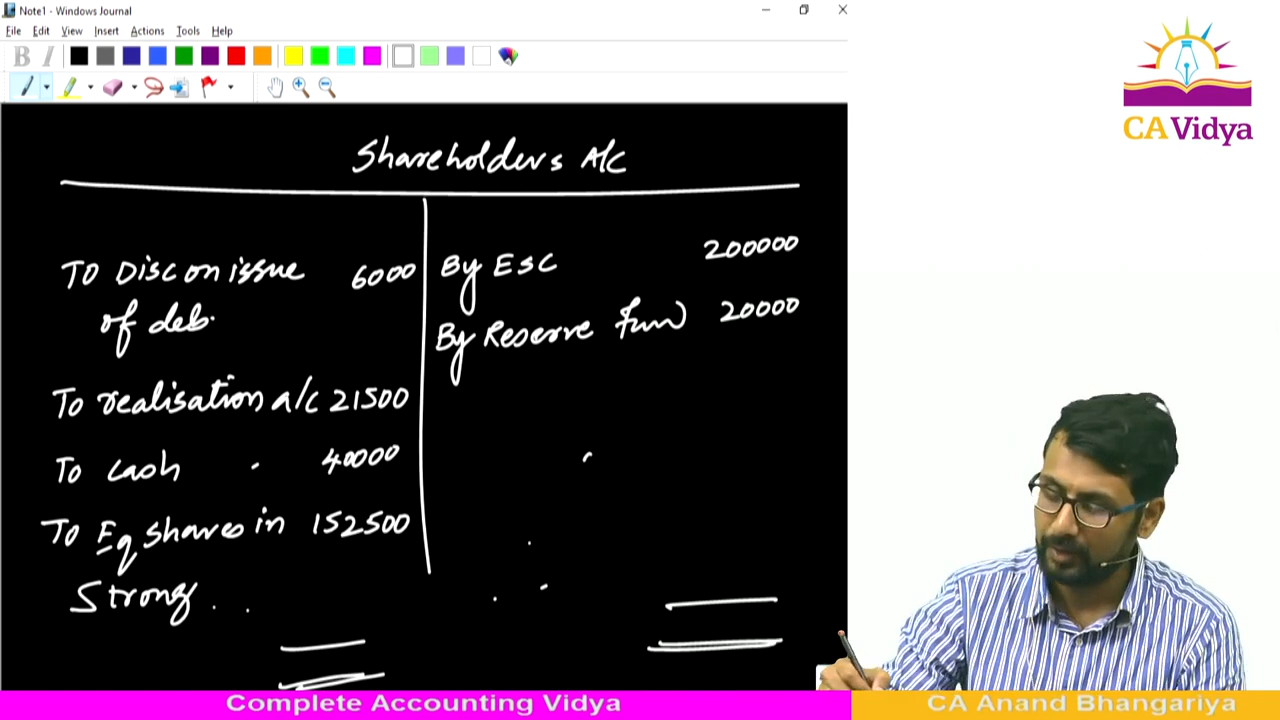 Note1 - Windows Journal
File Edit View Insert Actions Tools Help
B I
CA Vidya
Shareholders A/c
To Disc on issue 6000
of deb.
To realisation a/c 21500
To cash 40000
To Eq shares in 152500
Strong
By ESC 200000
By Reserve fund 20000
Complete Accounting Vidya
CA Anand Bhangariya